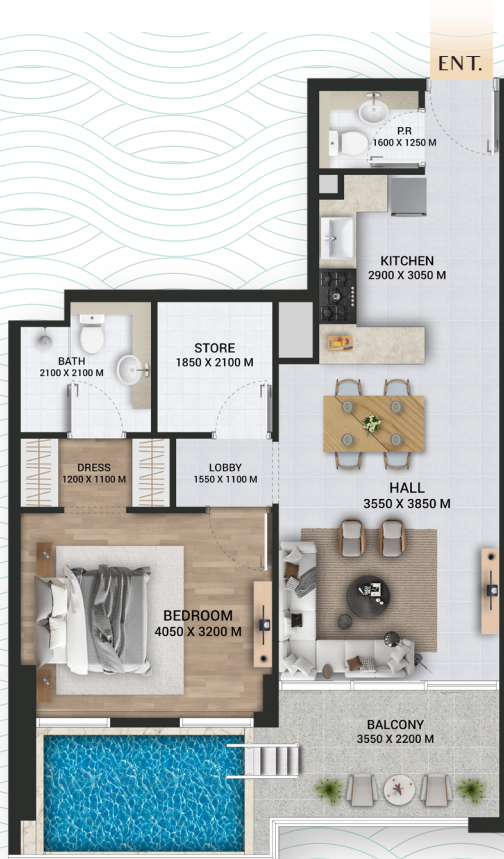 ENT.
P.R
1600 X 1250 M
KITCHEN
2900 X 3050 M
BATH
2100 X 2100 M
STORE
1850 X 2100 M
DRESS
1200 X 1100 M
LOBBY
1550 X 1100 M
HALL
3550 X 3850 M
BEDROOM
4050 X 3200 M
BALCONY
3550 X 2200 M